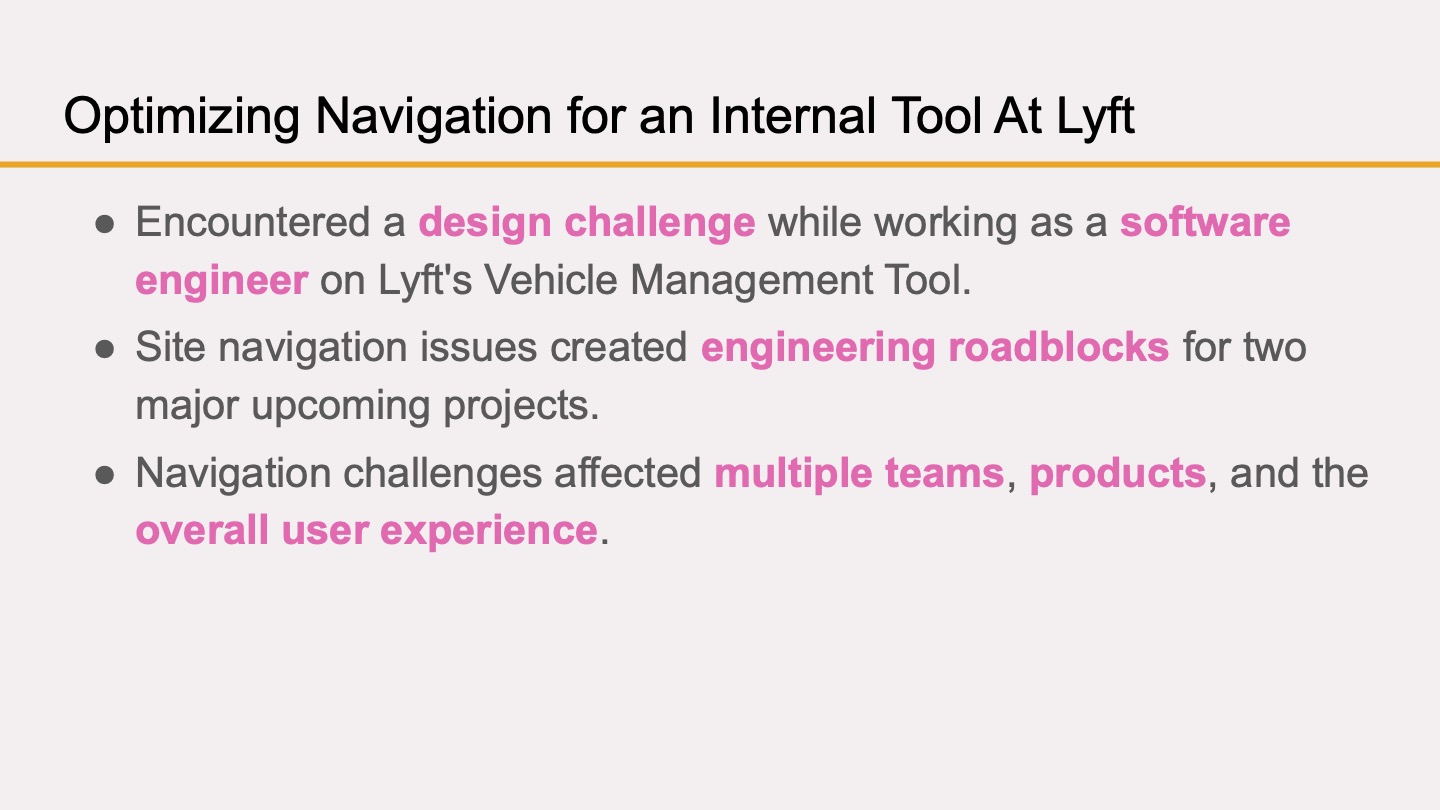 Optimizing Navigation for an Internal Tool At Lyft
● Encountered a design challenge while working as a software
engineer on Lyft's Vehicle Management Tool.
● Site navigation issues created engineering roadblocks for two
major upcoming projects.
● Navigation challenges affected multiple teams, products, and the
overall user experience.